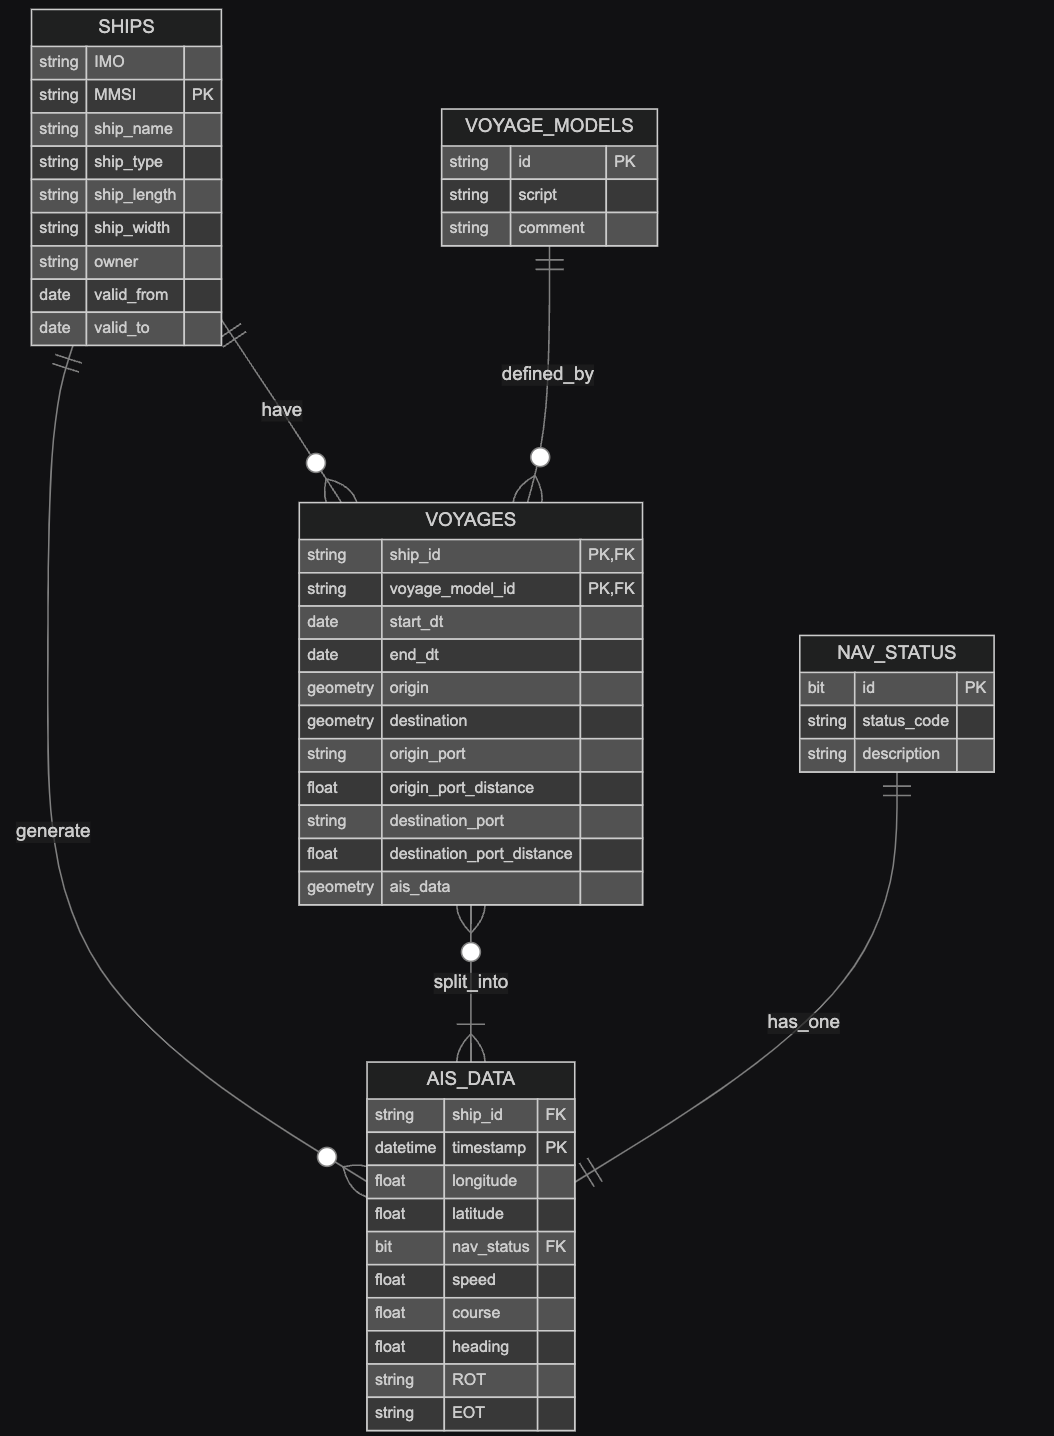 SHIPS
string IMO
string MMSI PK
string ship_name
string ship_type
string ship_length
string ship_width
string owner
date valid_from
date valid_to
VOYAGE_MODELS
string id PK
string script
string comment
have
defined_by
VOYAGES
string ship_id PK,FK
string voyage_model_id PK,FK
date start_dt
date end_dt
geometry origin
geometry destination
string origin_port
float origin_port_distance
string destination_port
float destination_port_distance
geometry ais_data
NAV_STATUS
bit id PK
string status_code
string description
generate
split_into
has_one
AIS_DATA
string ship_id FK
datetime timestamp PK
float longitude
float latitude
bit nav_status FK
float speed
float course
float heading
string ROT
string EOT